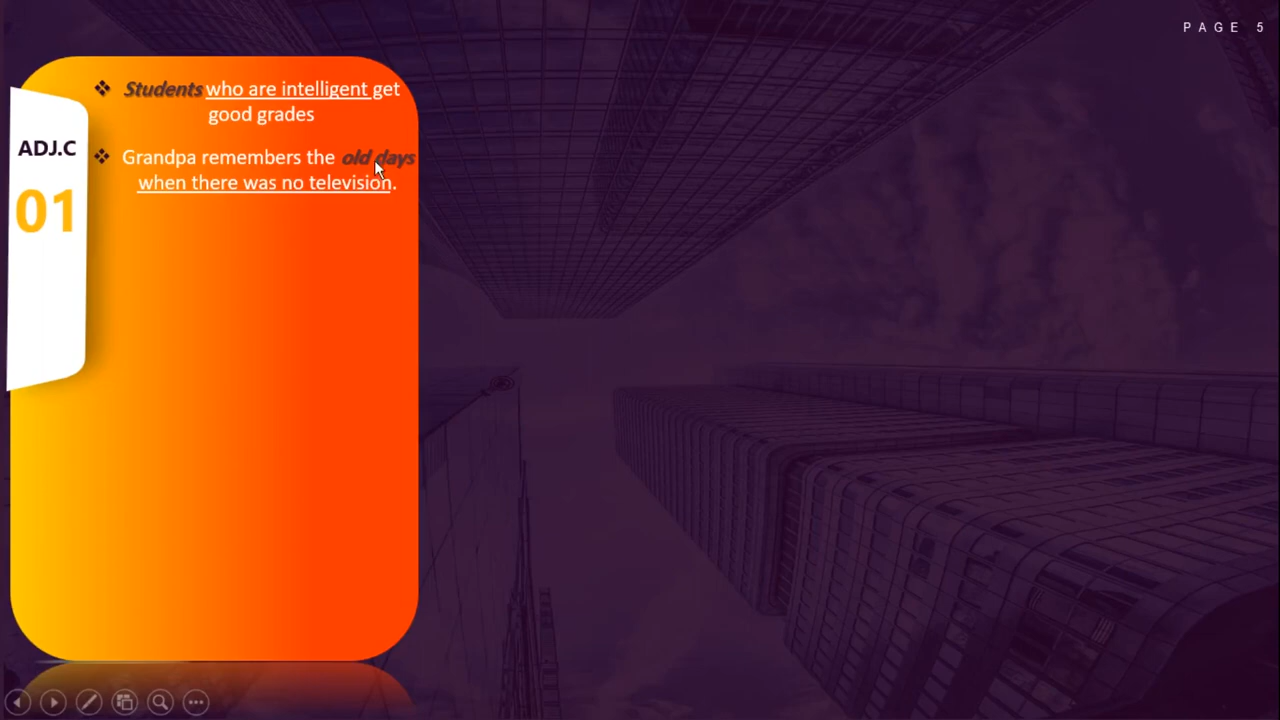 PAGE 5
❖ Students who are intelligent get
good grades
ADJ.C
❖ Grandpa remembers the old days
when there was no television.
01